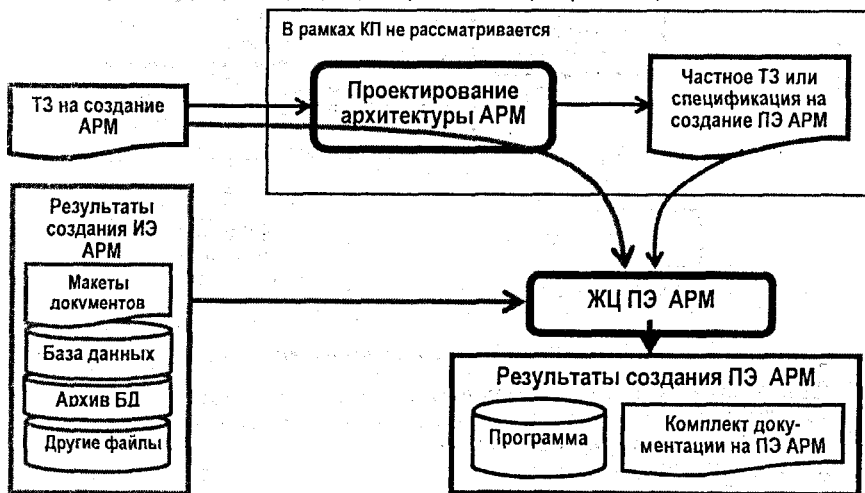 В рамках КП не рассматривается
ТЗ на создание
АРМ
Проектирование
архитектуры АРМ
Частное ТЗ или
спецификация на
создание ПЭ АРМ
Результаты
создания ИЭ
АРМ
Макеты
документов
База данных
Архив БД
Другие файлы
ЖЦ ПЭ АРМ
Результаты создания ПЭ АРМ
Программа
Комплект доку-
ментации на ПЭ АРМ